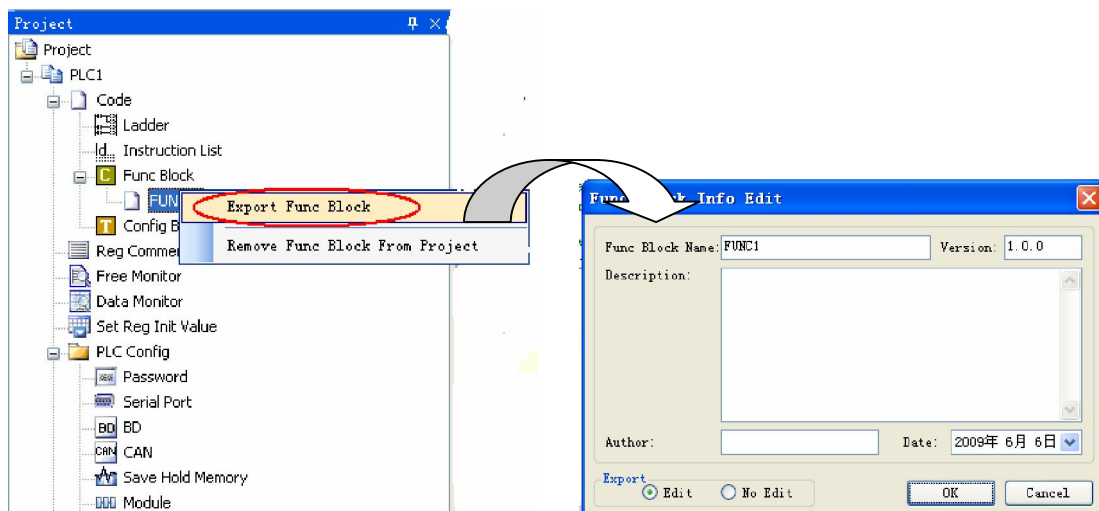 Project
Project
PLC1
Code
Ladder
Instruction List
Func Block
FUN
Export Func Block
Config B
Remove Func Block From Project
Reg Comme
Free Monitor
Data Monitor
Set Reg Init Value
PLC Config
Password
Serial Port
BD BD
CAN CAN
Save Hold Memory
Module
Func k Info Edit
Func Block Name: FUNC1 Version: 1.0.0
Description:
Author: Date: 2009年 6月 6日
Export
Edit No Edit OK Cancel